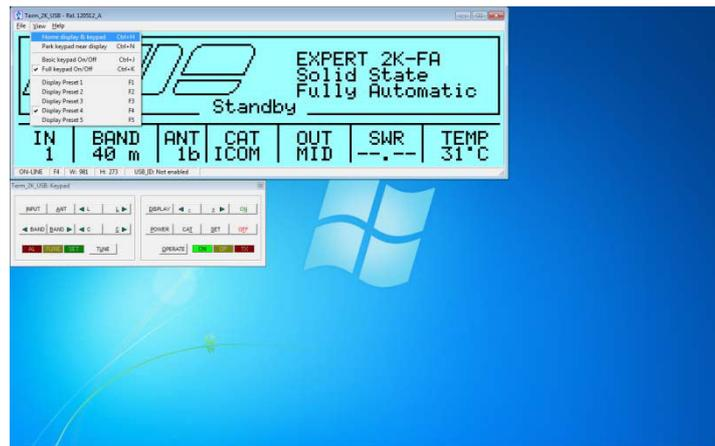 Term_2K_USB - Rel. 120512_A
File View Help
Home display & keypad Ctrl+H
Park keypad near display Ctrl+N
Basic keypad On/Off Ctrl+J
Full keypad On/Off Ctrl+K
Display Preset 1 F1
Display Preset 2 F2
Display Preset 3 F3
Display Preset 4 F4
Display Preset 5 F5
EXPERT 2K-FA
Solid State
Fully Automatic
Standby
IN BAND ANT CAT OUT SWR TEMP
1 40 m 1b ICOM MID --.-- 31°C
ON-LINE F4 W: 981 H: 273 USB_ID: Not enabled
Term_2K_USB: Keypad
INPUT ANT ◄ L L ► DISPLAY ◄ - ± ► ON
◄ BAND BAND ► ◄ C C ► POWER CAT SET OFF
AL TUNE SET TUNE OPERATE ON OP TX